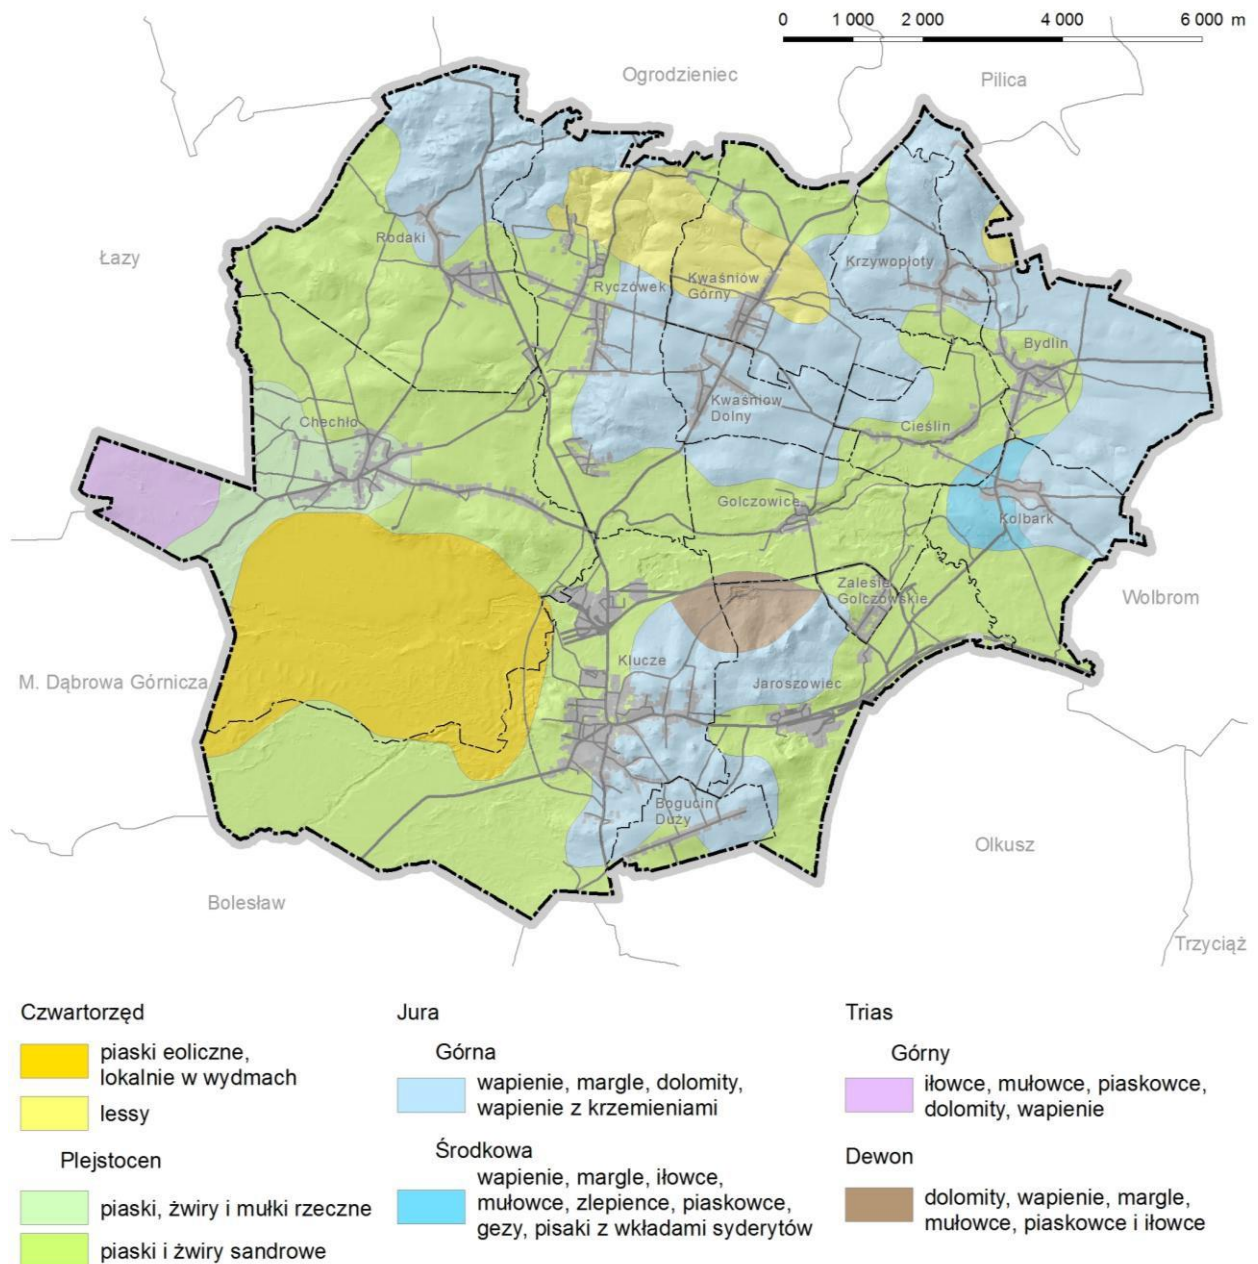 0 1 000 2 000 4 000 6 000 m
Ogrodzieniec
Pilica
Łazy
Rodaki
Ryczówek
Kwaśniów
Górny
Krzywopłoty
Bydlin
Kwaśniow
Dolny
Cieślin
Chechło
Golczowice
Kolbark
Zalesie
Golczowskie
Wolbrom
Klucze
M. Dąbrowa Górnicza
Jaroszowiec
Bogucin
Duży
Olkusz
Bolesław
Trzyciąż
Czwartorzęd
piaski eoliczne,
lokalnie w wydmach
lessy
Plejstocen
piaski, żwiry i mułki rzeczne
piaski i żwiry sandrowe
Jura
Górna
wapienie, margle, dolomity,
wapienie z krzemieniami
Środkowa
wapienie, margle, iłowce,
mułowce, zlepience, piaskowce,
gezy, pisaki z wkładami syderytów
Trias
Górny
iłowce, mułowce, piaskowce,
dolomity, wapienie
Dewon
dolomity, wapienie, margle,
mułowce, piaskowce i iłowce